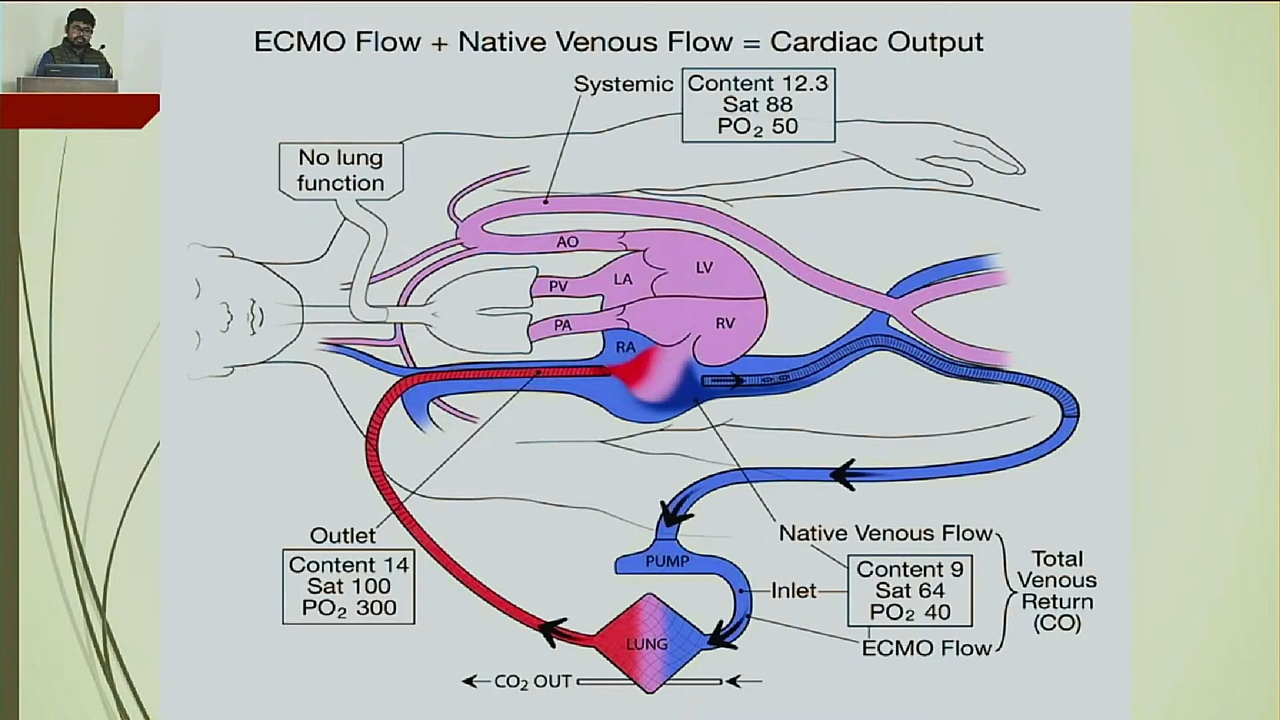 ECMO Flow + Native Venous Flow = Cardiac Output
Systemic
Content 12.3
Sat 88
PO₂ 50
No lung
function
AO
LV
LA
PV
PA
RV
RA
Outlet
Content 14
Sat 100
PO₂ 300
Native Venous Flow
PUMP
Inlet
Content 9
Sat 64
PO₂ 40
Total
Venous
Return
(CO)
LUNG
ECMO Flow
CO₂ OUT